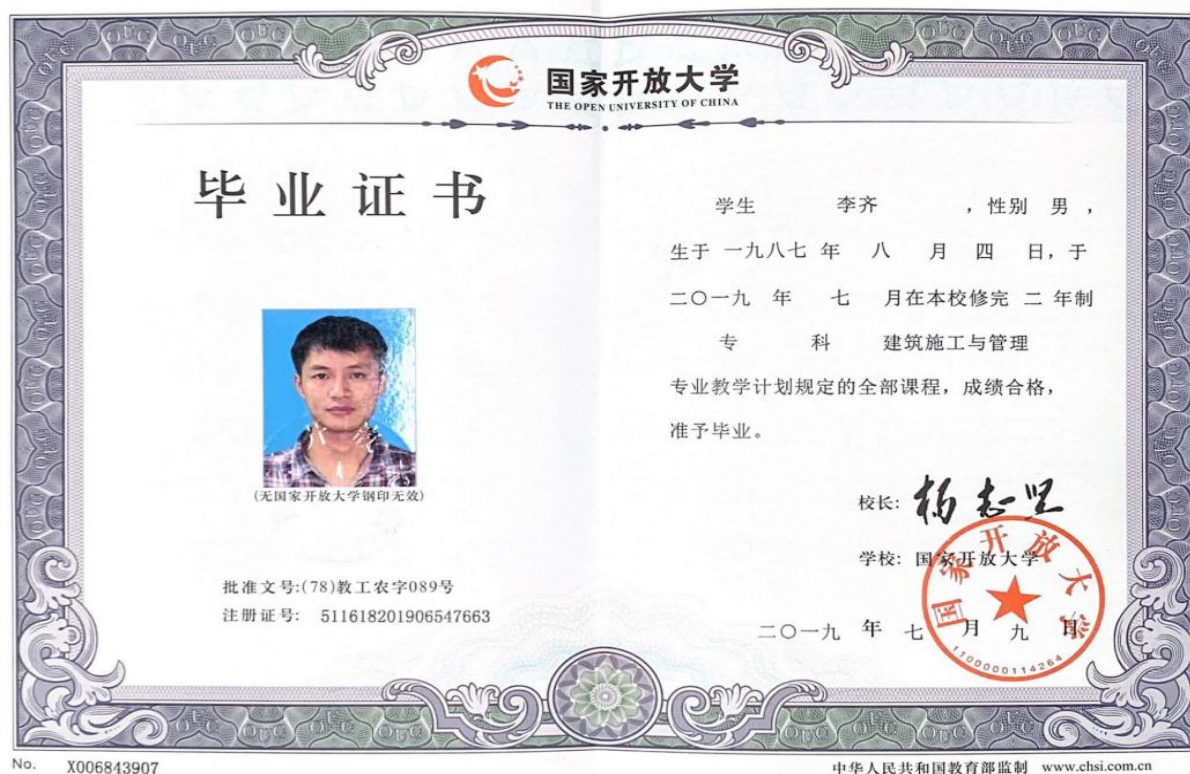 国家开放大学
THE OPEN UNIVERSITY OF CHINA
毕业证书
(无国家开放大学钢印无效)
批准文号:(78)教工农字089号
注册证号: 511618201906547663
学生 李齐 ,性别 男 ,
生于 一九八七 年 八 月 四 日,于
二〇一九 年 七 月在本校修完 二 年制
专 科 建筑施工与管理
专业教学计划规定的全部课程,成绩合格,
准予毕业。
校长: 杨志坚
学校: 国家开放大学
二〇一九 年 七 月 九 日
国家开放大学
1100000114264
No. X006843907
中华人民共和国教育部监制 www.chsi.com.cn